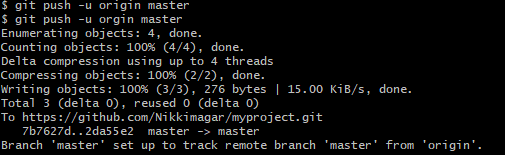 $ git push -u origin master
$ git push -u orgin master
Enumerating objects: 4, done.
Counting objects: 100% (4/4), done.
Delta compression using up to 4 threads
Compressing objects: 100% (2/2), done.
Writing objects: 100% (3/3), 276 bytes | 15.00 KiB/s, done.
Total 3 (delta 0), reused 0 (delta 0)
To https://github.com/Nikkimagar/myproject.git
   7b7627d..2da55e2  master -> master
Branch 'master' set up to track remote branch 'master' from 'origin'.